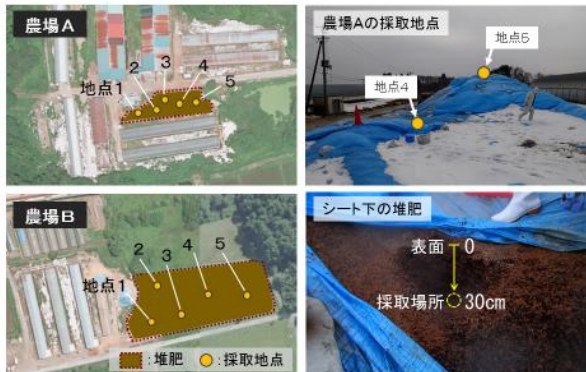 農場A
地点1
2
3
4
5
農場Aの採取地点
地点5
地点4
農場B
地点1
2
3
4
5
:堆肥
:採取地点
シート下の堆肥
表面
0
採取場所
30cm